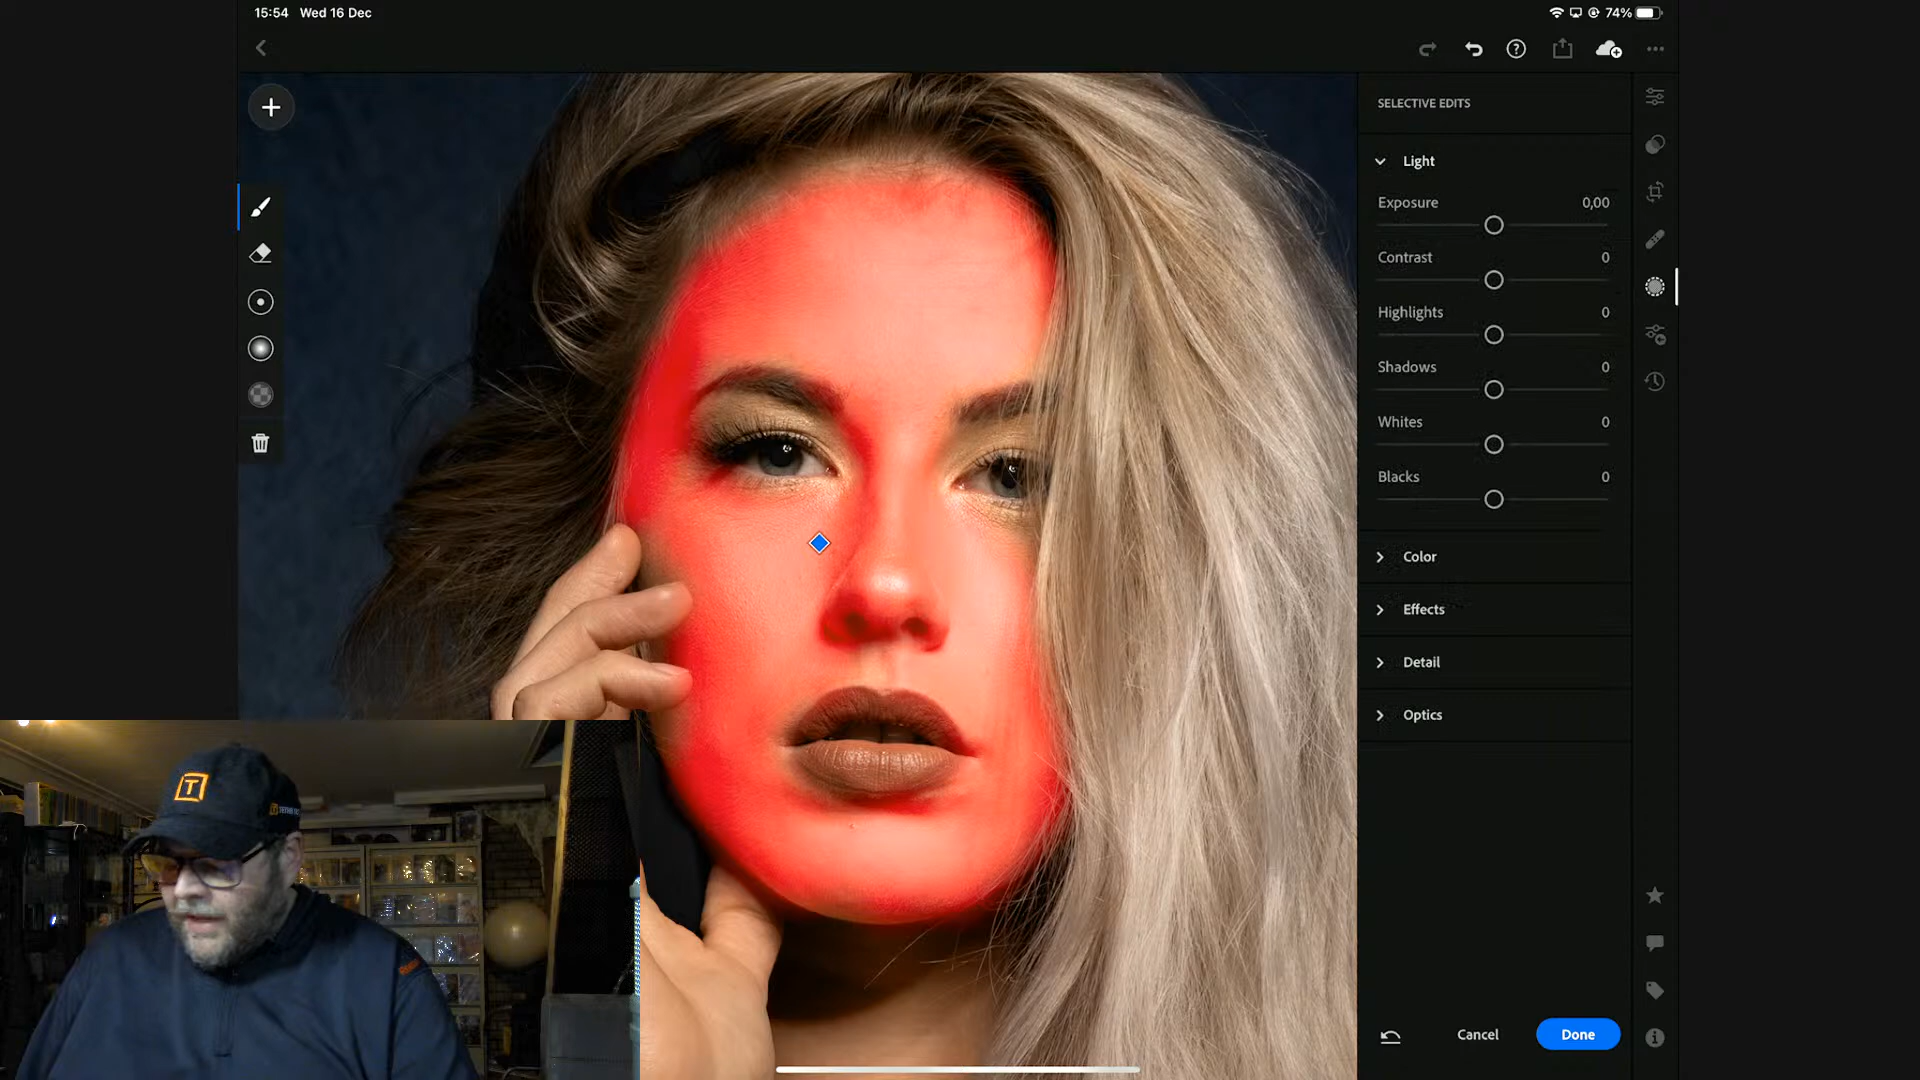 15:54 Wed 16 Dec
74%
SELECTIVE EDITS
Light
Exposure 0,00
Contrast 0
Highlights 0
Shadows 0
Whites 0
Blacks 0
Color
Effects
Detail
Optics
Cancel
Done
T